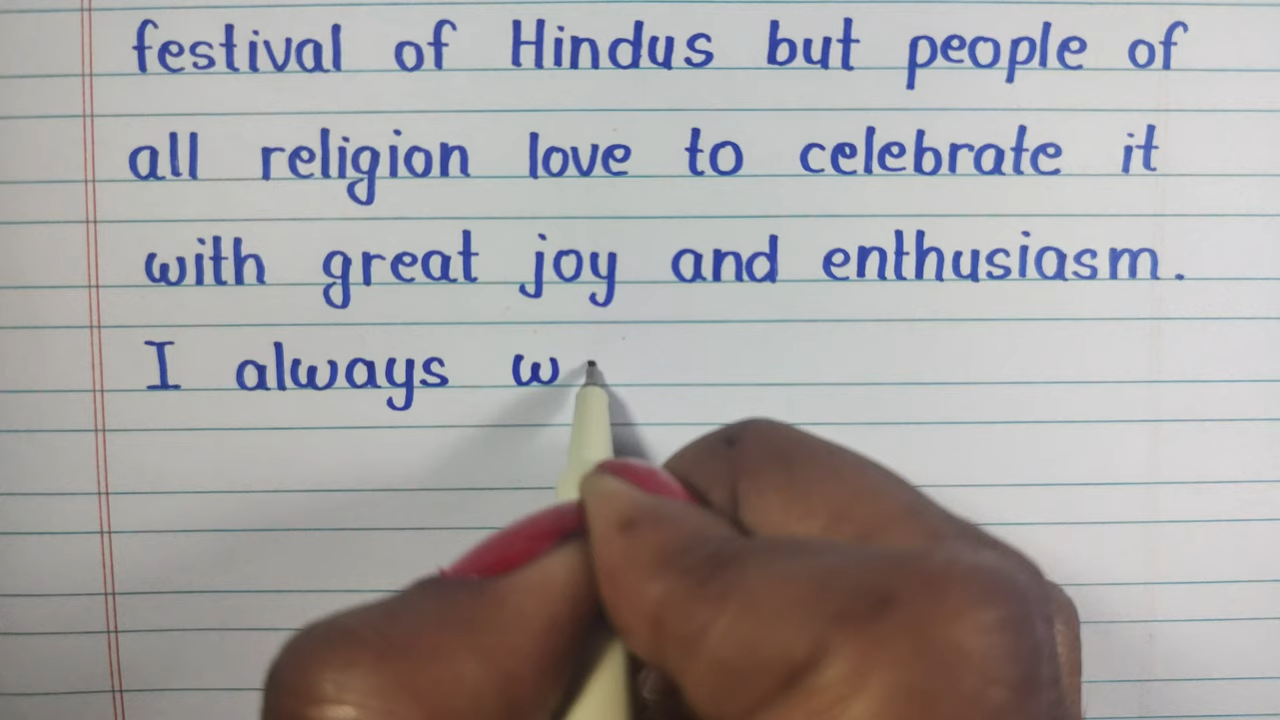 festival of Hindus but people of
all religion love to celebrate it
with great joy and enthusiasm.
I always w